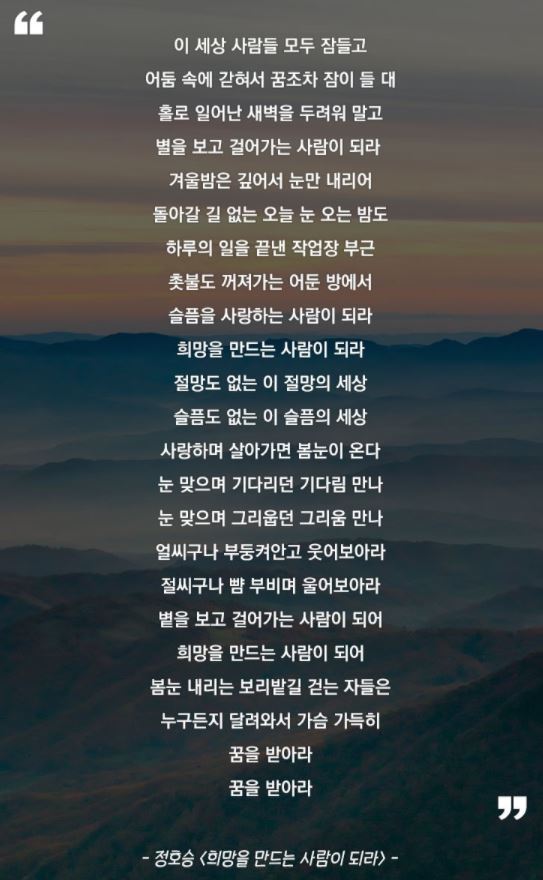 “
이 세상 사람들 모두 잠들고
어둠 속에 갇혀서 꿈조차 잠이 들 대
홀로 일어난 새벽을 두려워 말고
별을 보고 걸어가는 사람이 되라
겨울밤은 깊어서 눈만 내리어
돌아갈 길 없는 오늘 눈 오는 밤도
하루의 일을 끝낸 작업장 부근
촛불도 꺼져가는 어둔 방에서
슬픔을 사랑하는 사람이 되라
희망을 만드는 사람이 되라
절망도 없는 이 절망의 세상
슬픔도 없는 이 슬픔의 세상
사랑하며 살아가면 봄눈이 온다
눈 맞으며 기다리던 기다림 만나
눈 맞으며 그리웁던 그리움 만나
얼씨구나 부둥켜안고 웃어보아라
절씨구나 뺨 부비며 울어보아라
별을 보고 걸어가는 사람이 되어
희망을 만드는 사람이 되어
봄눈 내리는 보리밭길 걷는 자들은
누구든지 달려와서 가슴 가득히
꿈을 받아라
꿈을 받아라
”
- 정호승 <희망을 만드는 사람이 되라> -